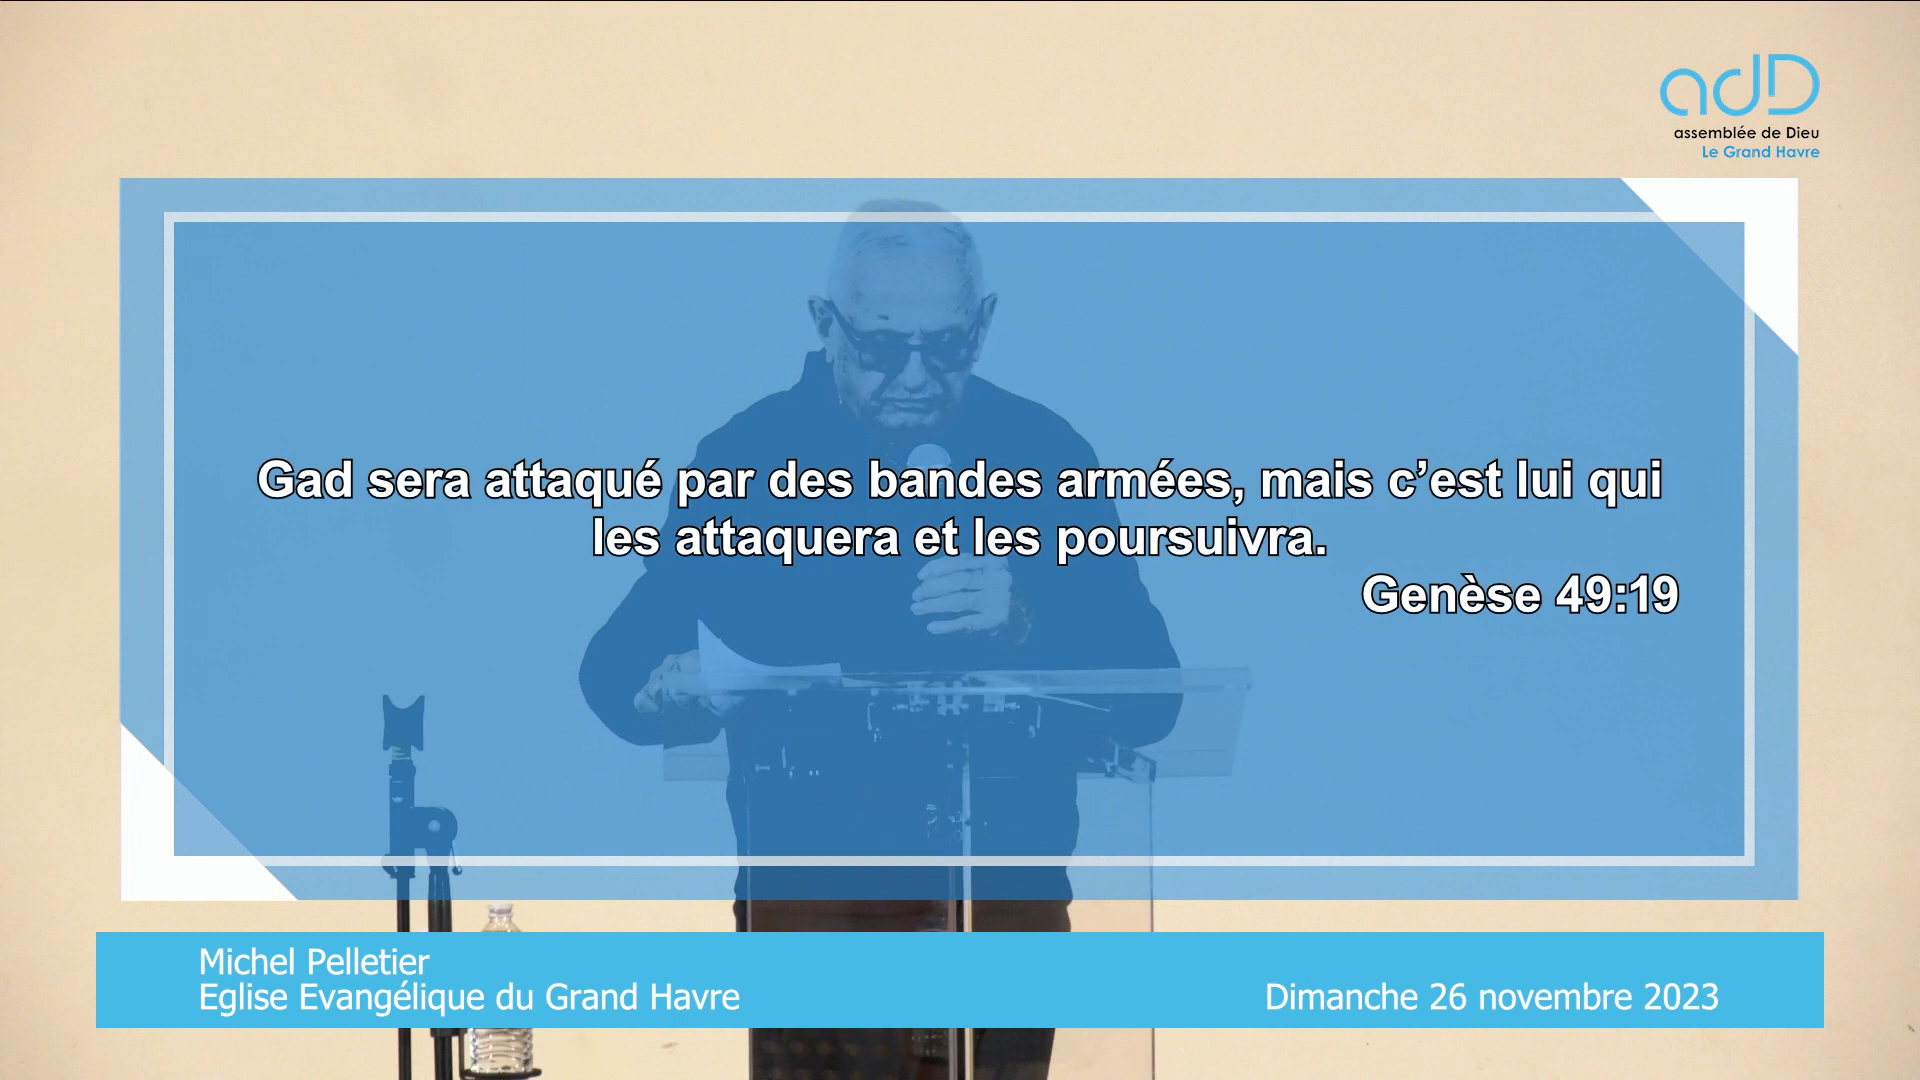 adD
assemblée de Dieu
Le Grand Havre
Gad sera attaqué par des bandes armées, mais c’est lui qui
les attaquera et les poursuivra.
Genèse 49:19
Michel Pelletier
Eglise Evangélique du Grand Havre
Dimanche 26 novembre 2023